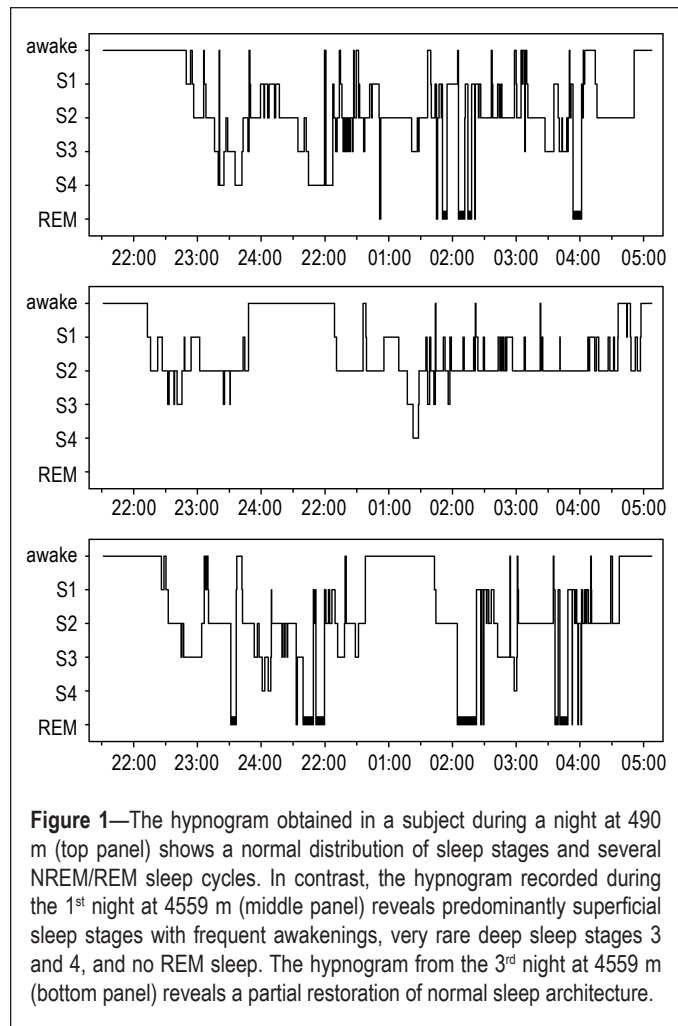 awake
S1
S2
S3
S4
REM
22:00 23:00 24:00 22:00 01:00 02:00 03:00 04:00 05:00
awake
S1
S2
S3
S4
REM
22:00 23:00 24:00 22:00 01:00 02:00 03:00 04:00 05:00
awake
S1
S2
S3
S4
REM
22:00 23:00 24:00 22:00 01:00 02:00 03:00 04:00 05:00
Figure 1—The hypnogram obtained in a subject during a night at 490
m (top panel) shows a normal distribution of sleep stages and several
NREM/REM sleep cycles. In contrast, the hypnogram recorded during
the 1st night at 4559 m (middle panel) reveals predominantly superficial
sleep stages with frequent awakenings, very rare deep sleep stages 3
and 4, and no REM sleep. The hypnogram from the 3rd night at 4559 m
(bottom panel) reveals a partial restoration of normal sleep architecture.